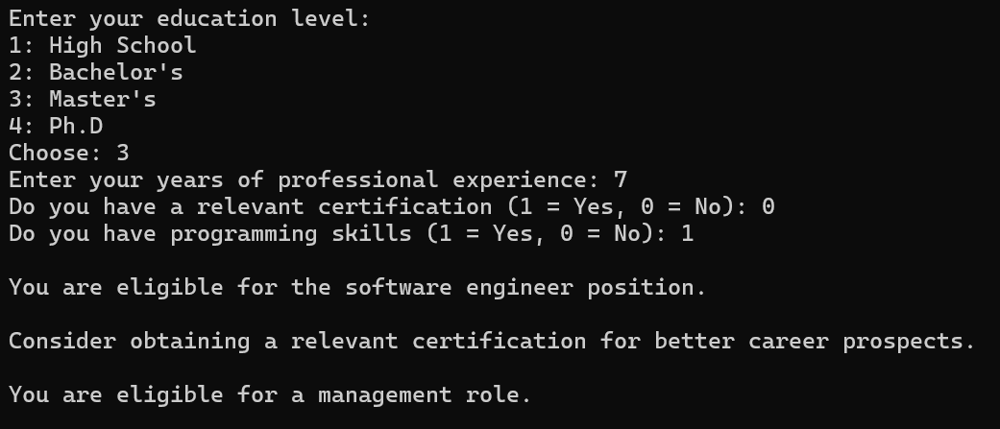 Enter your education level:
1: High School
2: Bachelor's
3: Master's
4: Ph.D
Choose: 3
Enter your years of professional experience: 7
Do you have a relevant certification (1 = Yes, 0 = No): 0
Do you have programming skills (1 = Yes, 0 = No): 1
You are eligible for the software engineer position.
Consider obtaining a relevant certification for better career prospects.
You are eligible for a management role.